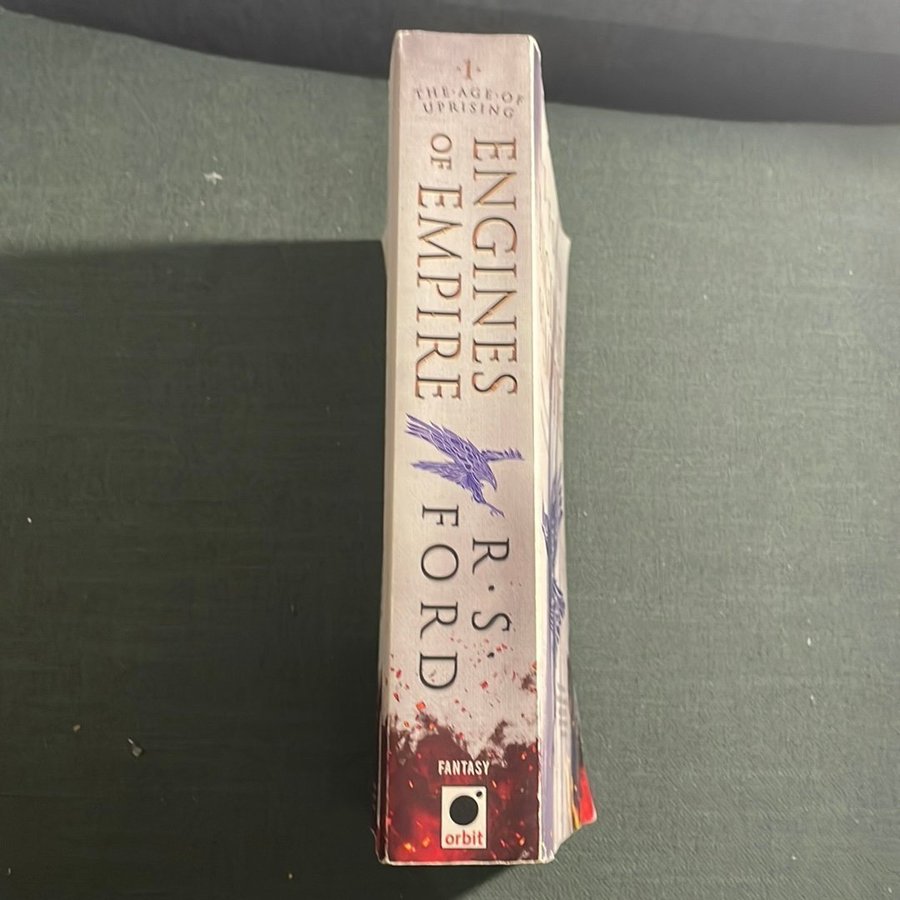 ·1·
THE·AGE·OF
UPRISING
ENGINES
OF EMPIRE
R·S·
FORD
FANTASY
orbit